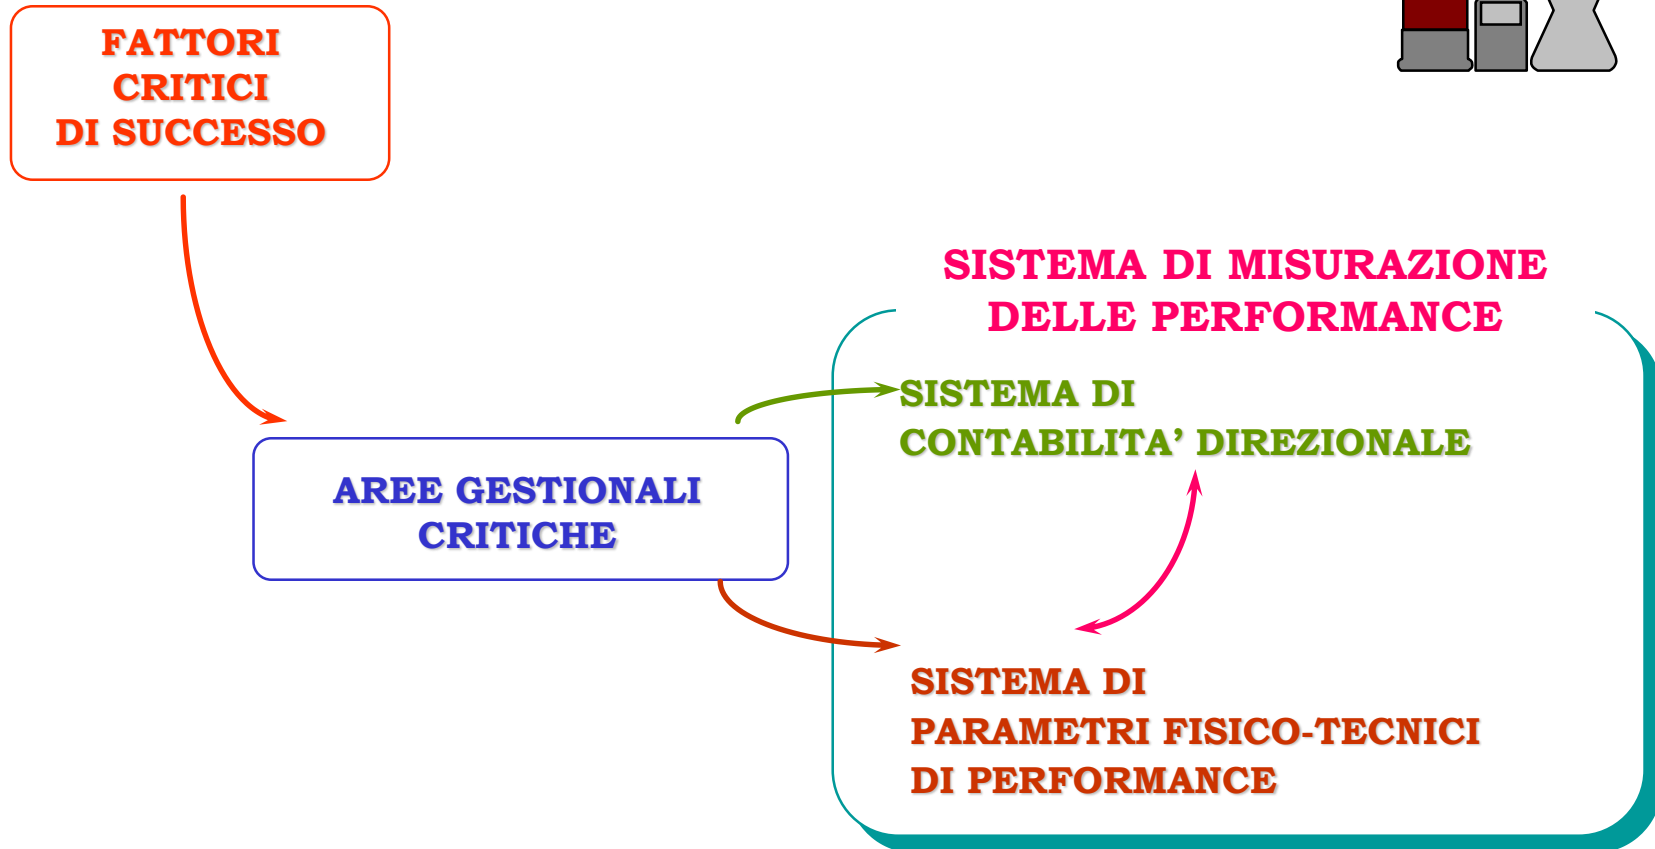 FATTORI
CRITICI
DI SUCCESSO
SISTEMA DI MISURAZIONE
DELLE PERFORMANCE
SISTEMA DI
CONTABILITA’ DIREZIONALE
AREE GESTIONALI
CRITICHE
SISTEMA DI
PARAMETRI FISICO-TECNICI
DI PERFORMANCE